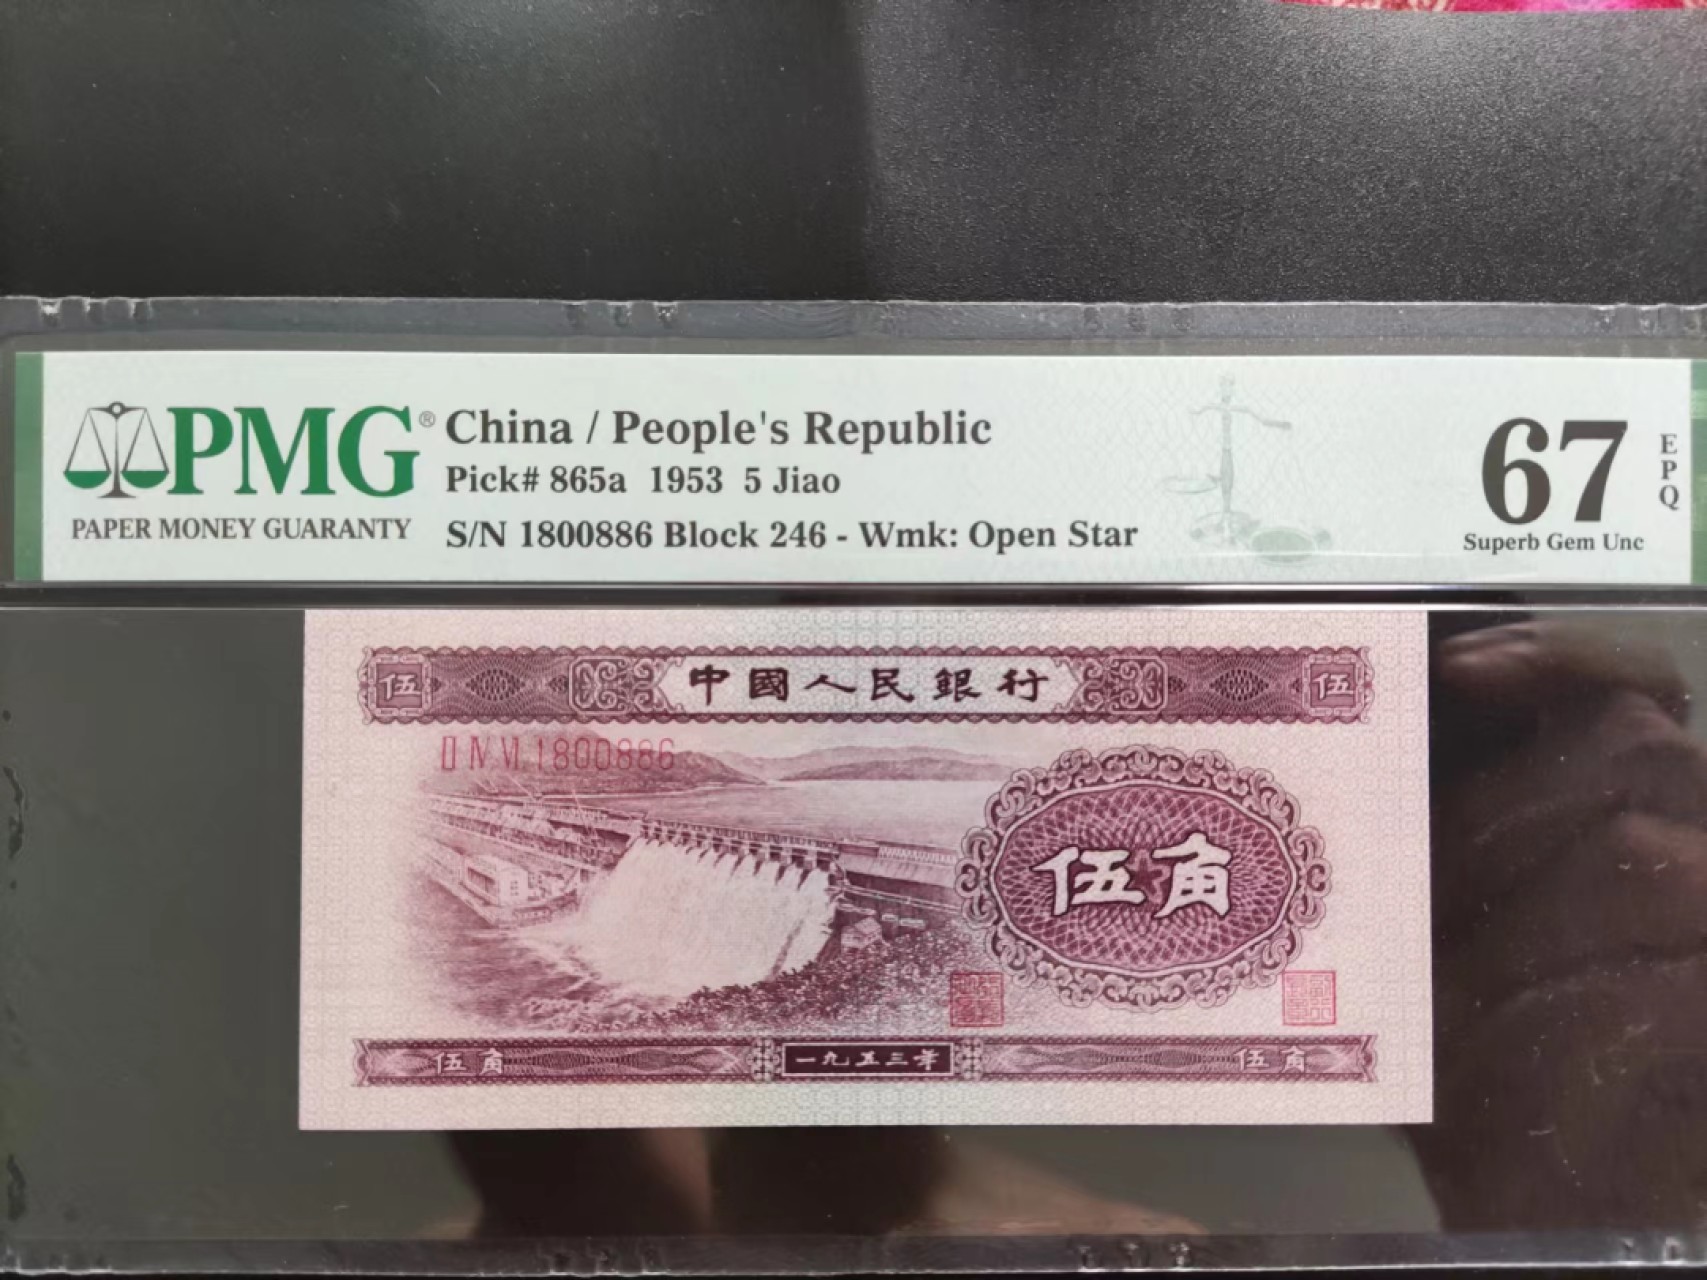 PMG®
PAPER MONEY GUARANTY
China / People's Republic
Pick# 865a 1953 5 Jiao
S/N 1800886 Block 246 - Wmk: Open Star
67
EPQ
Superb Gem Unc
伍 中國人民銀行 伍
II IV VI 1800886
伍角
伍角 一九五三年 伍角